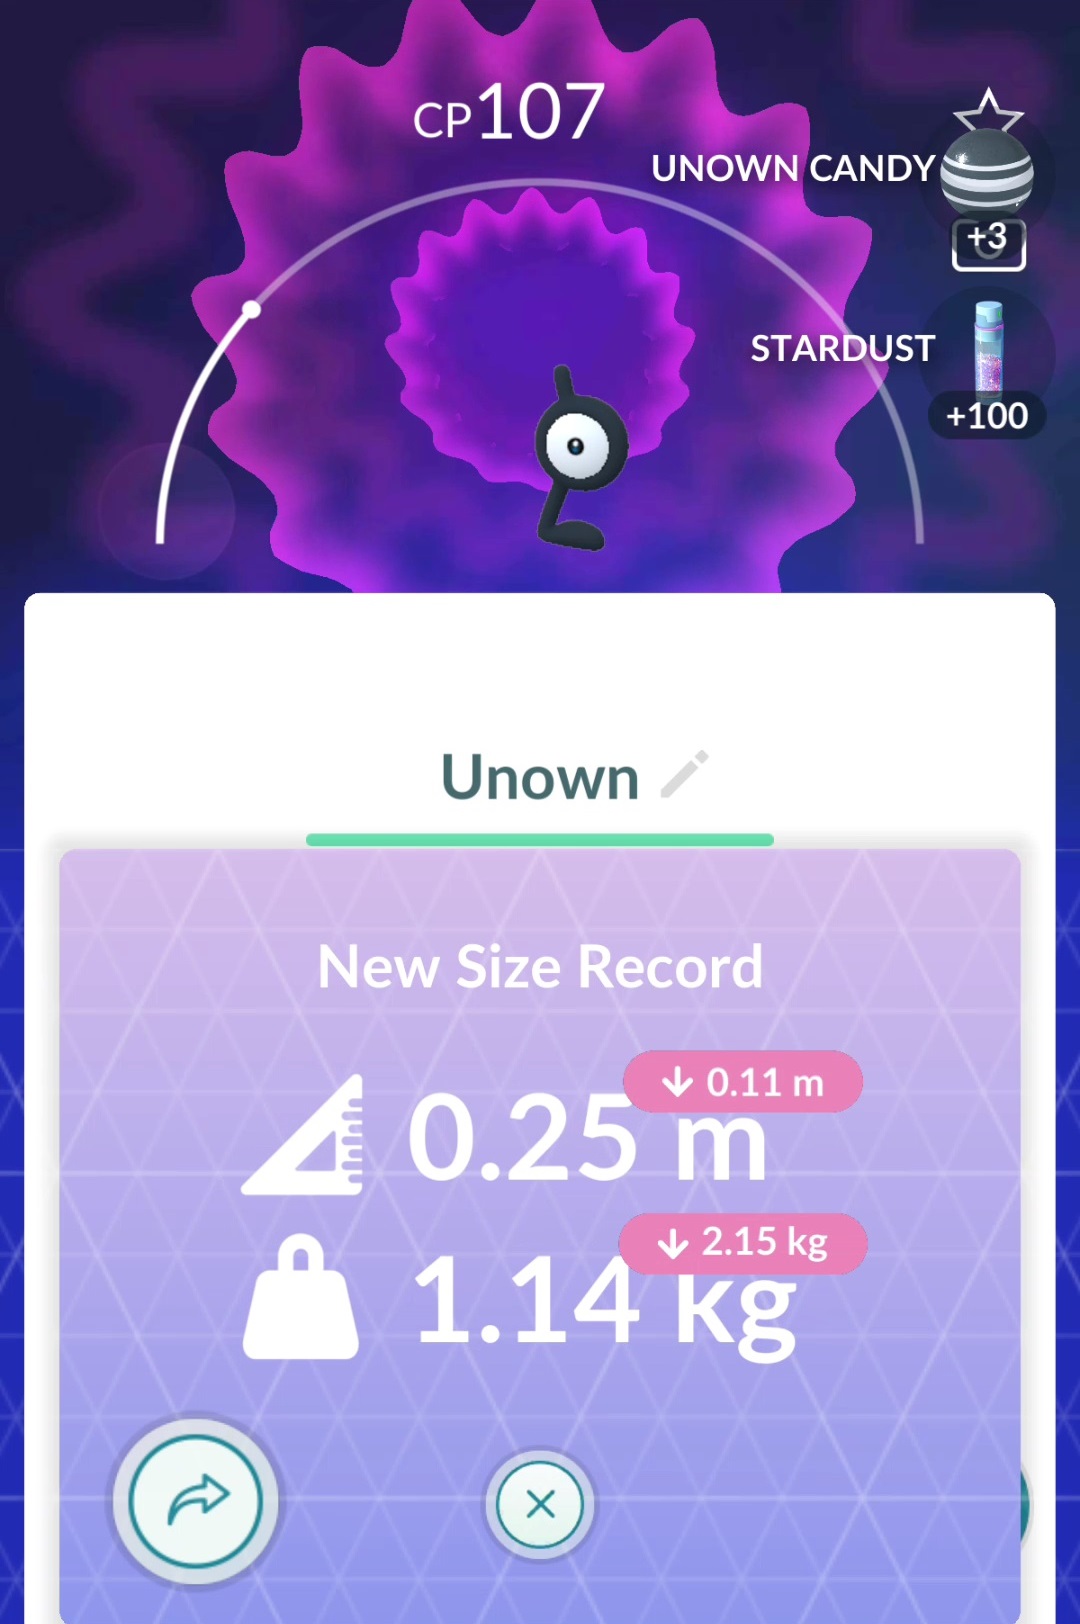 CP107
UNOWN CANDY
+3
STARDUST
+100
Unown
New Size Record
↓ 0.11 m
0.25 m
↓ 2.15 kg
1.14 kg